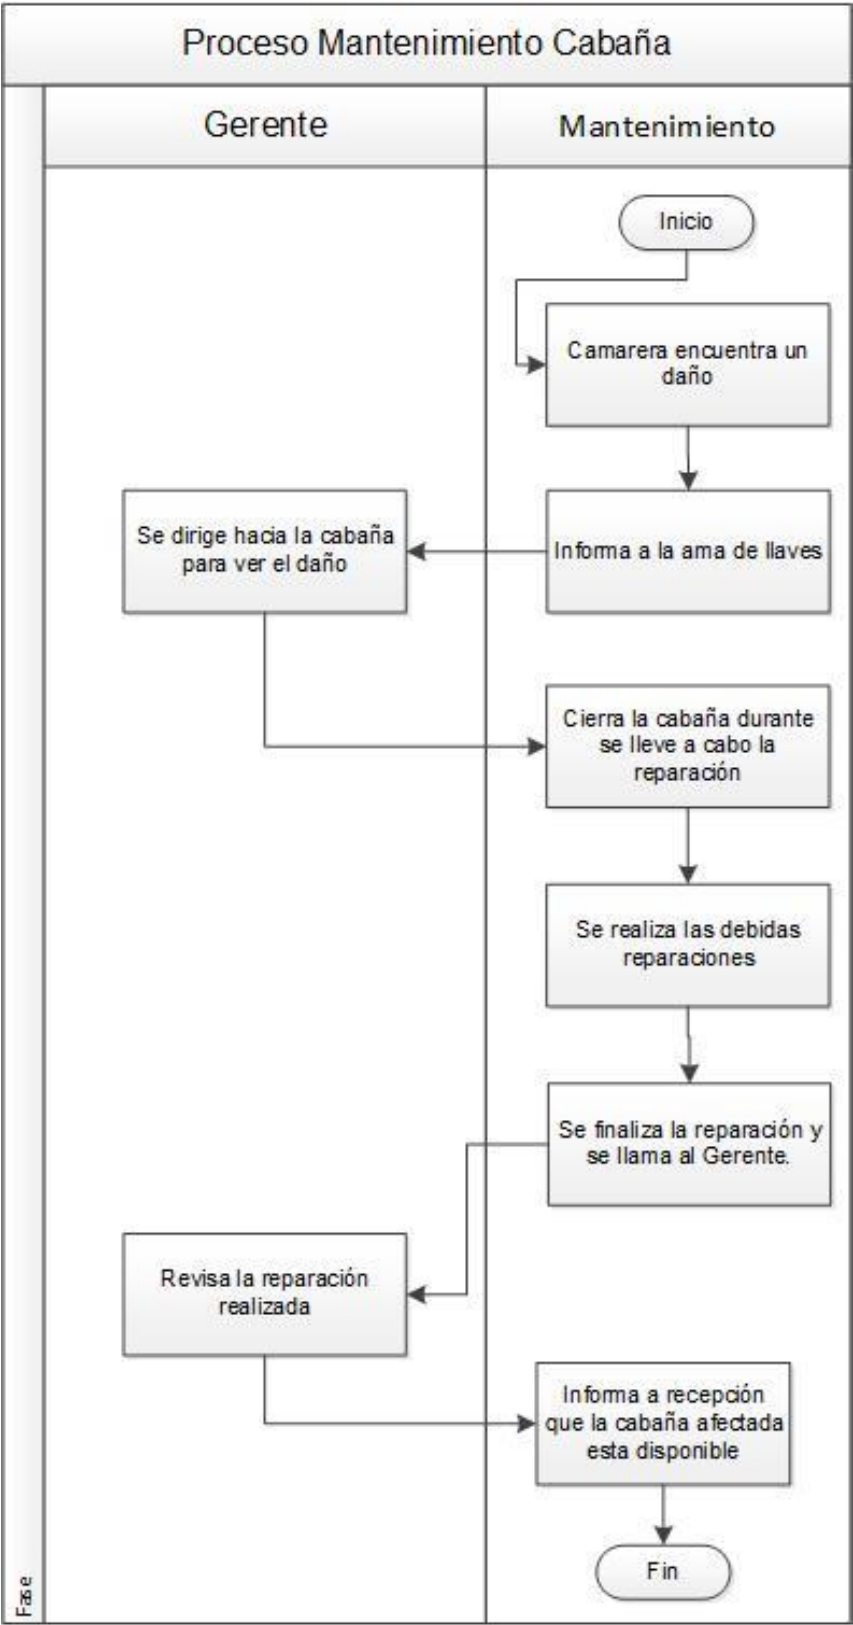 Proceso Mantenimiento Cabaña
Gerente
Mantenimiento
Inicio
Camarera encuentra un
daño
Informa a la ama de llaves
Se dirige hacia la cabaña
para ver el daño
Cierra la cabaña durante
se lleve a cabo la
reparación
Se realiza las debidas
reparaciones
Se finaliza la reparación y
se llama al Gerente.
Revisa la reparación
realizada
Informa a recepción
que la cabaña afectada
esta disponible
Fin
Fase